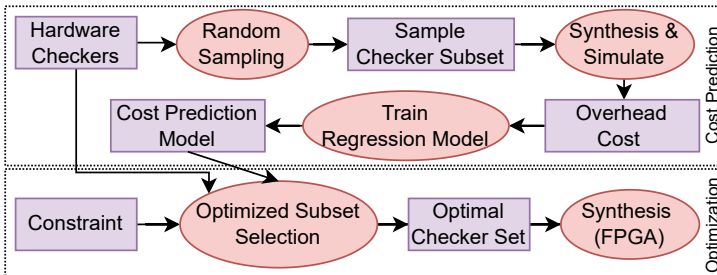 Hardware
Checkers
Random
Sampling
Sample
Checker Subset
Synthesis &
Simulate
Cost Prediction
Model
Train
Regression Model
Overhead
Cost
Cost Prediction
Constraint
Optimized Subset
Selection
Optimal
Checker Set
Synthesis
(FPGA)
Optimization